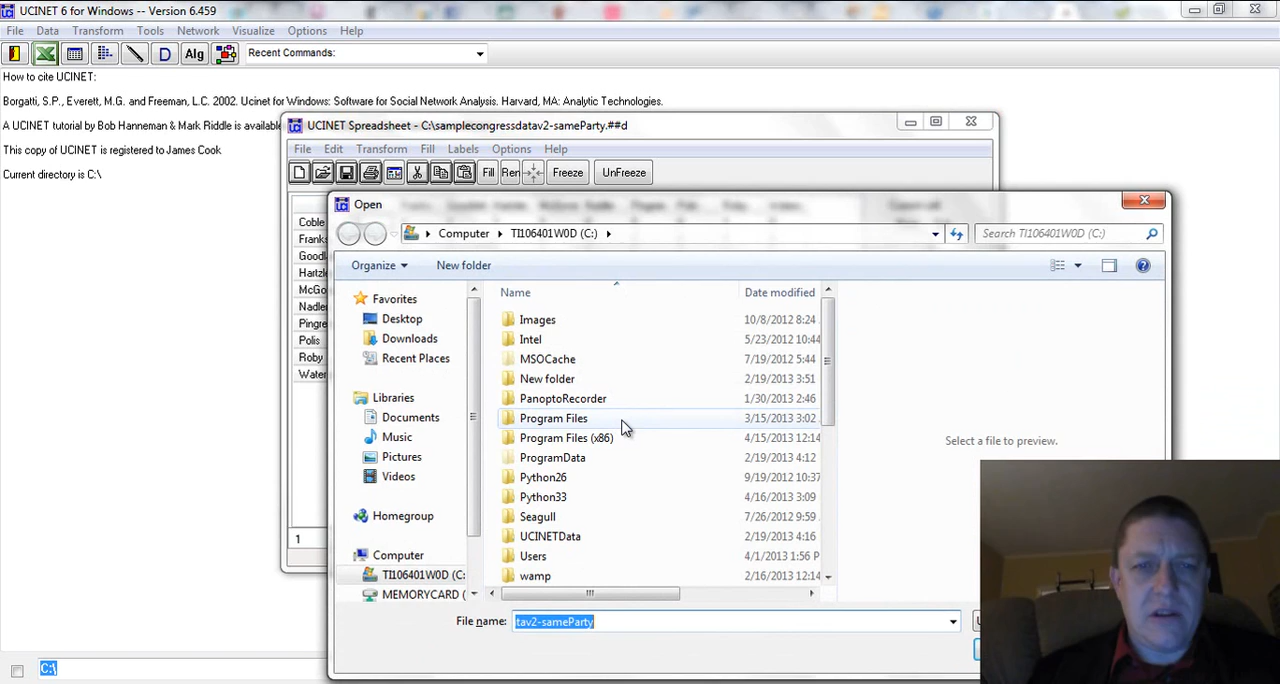 UCINET 6 for Windows -- Version 6.459
File Data Transform Tools Network Visualize Options Help
D Alg Recent Commands:
How to cite UCINET:
Borgatti, S.P., Everett, M.G. and Freeman, L.C. 2002. Ucinet for Windows: Software for Social Network Analysis. Harvard, MA: Analytic Technologies.
A UCINET tutorial by Bob Hanneman & Mark Riddle is available
This copy of UCINET is registered to James Cook
Current directory is C:\
UCINET Spreadsheet - C:\samplecongressdatav2-sameParty.##d
File Edit Transform Fill Labels Options Help
Fill Ren Freeze UnFreeze
Coble
Franks
Goodl
Hartzle
McGo
Nadler
Pingre
Polis
Roby
Water
1
Open
Computer TI106401W0D (C:)
Search TI106401W0D (C:)
Organize New folder
Name Date modified
Favorites
Desktop
Downloads
Recent Places
Libraries
Documents
Music
Pictures
Videos
Homegroup
Computer
TI106401W0D (C:
MEMORYCARD (
Images 10/8/2012 8:24
Intel 5/23/2012 10:44
MSOCache 7/19/2012 5:44
New folder 2/19/2013 3:51
PanoptoRecorder 1/30/2013 2:46
Program Files 3/15/2013 3:02
Program Files (x86) 4/15/2013 12:14
ProgramData 2/19/2013 4:12
Python26 9/19/2012 10:37
Python33 4/16/2013 3:09
Seagull 7/26/2012 9:59
UCINETData 2/19/2013 4:16
Users 4/1/2013 1:56 P
wamp 2/16/2013 12:14
Select a file to preview.
File name: tav2-sameParty
C:\